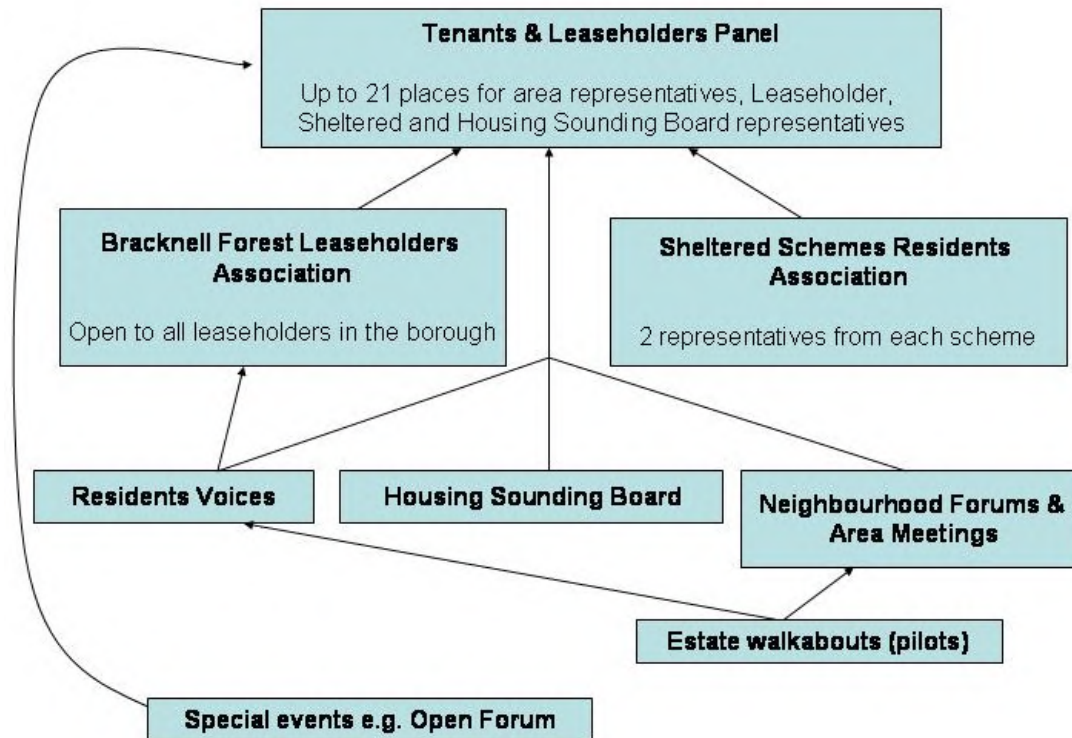 Tenants & Leaseholders Panel
Up to 21 places for area representatives, Leaseholder,
Sheltered and Housing Sounding Board representatives
Bracknell Forest Leaseholders
Association
Open to all leaseholders in the borough
Sheltered Schemes Residents
Association
2 representatives from each scheme
Residents Voices
Housing Sounding Board
Neighbourhood Forums &
Area Meetings
Estate walkabouts (pilots)
Special events e.g. Open Forum